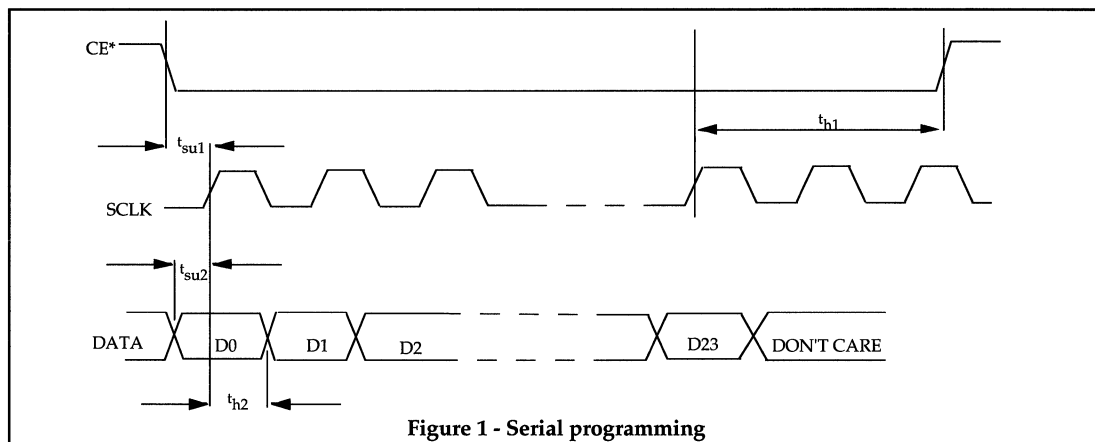 CE*
t_h1
t_su1
SCLK
t_su2
DATA D0 D1 D2 D23 DON'T CARE
t_h2
Figure 1 - Serial programming